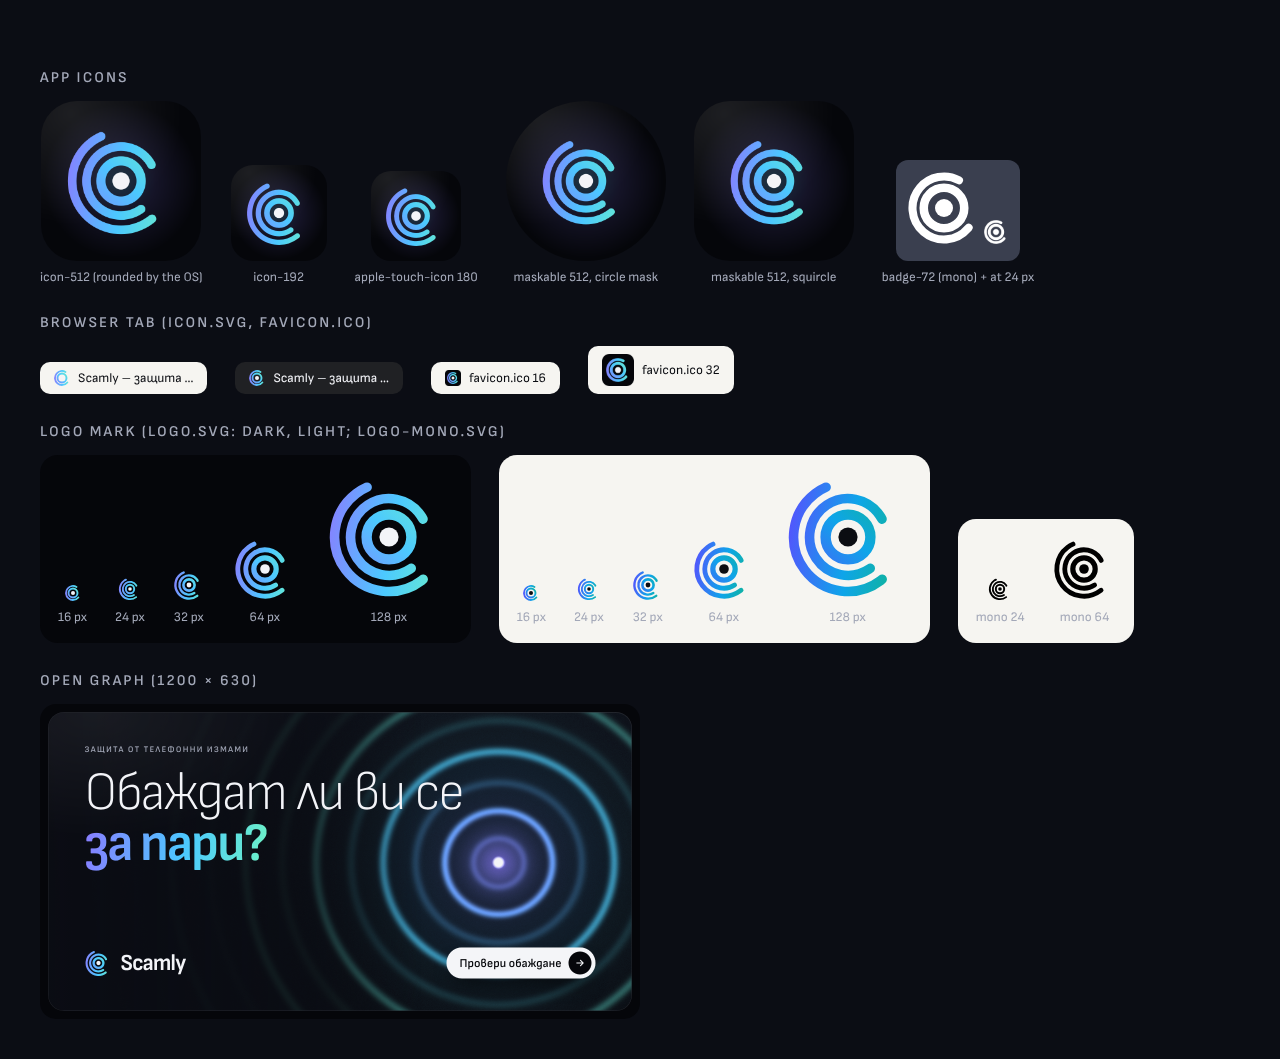 APP ICONS
icon-512 (rounded by the OS)
icon-192
apple-touch-icon 180
maskable 512, circle mask
maskable 512, squircle
badge-72 (mono) + at 24 px
BROWSER TAB (ICON.SVG, FAVICON.ICO)
Scamly – защита ...
Scamly – защита ...
favicon.ico 16
favicon.ico 32
LOGO MARK (LOGO.SVG: DARK, LIGHT; LOGO-MONO.SVG)
16 px
24 px
32 px
64 px
128 px
16 px
24 px
32 px
64 px
128 px
mono 24
mono 64
OPEN GRAPH (1200 × 630)
ЗАЩИТА ОТ ТЕЛЕФОННИ ИЗМАМИ
Обаждат ли ви се
за пари?
Scamly
Провери обаждане →